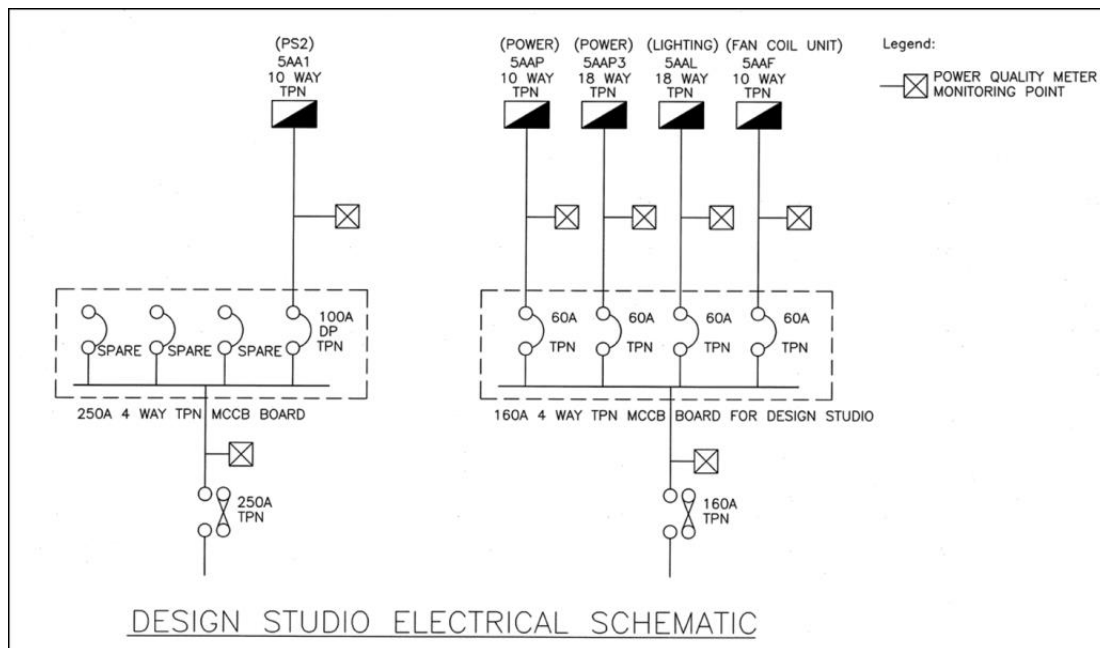 (PS2)
5AA1
10 WAY
TPN
(POWER)
5AAP
10 WAY
TPN
(POWER)
5AAP3
18 WAY
TPN
(LIGHTING)
5AAL
18 WAY
TPN
(FAN COIL UNIT)
5AAF
10 WAY
TPN
Legend:
POWER QUALITY METER
MONITORING POINT
SPARE
SPARE
SPARE
100A
DP
TPN
250A 4 WAY TPN MCCB BOARD
250A
TPN
60A
TPN
60A
TPN
60A
TPN
60A
TPN
160A 4 WAY TPN MCCB BOARD FOR DESIGN STUDIO
160A
TPN
DESIGN STUDIO ELECTRICAL SCHEMATIC